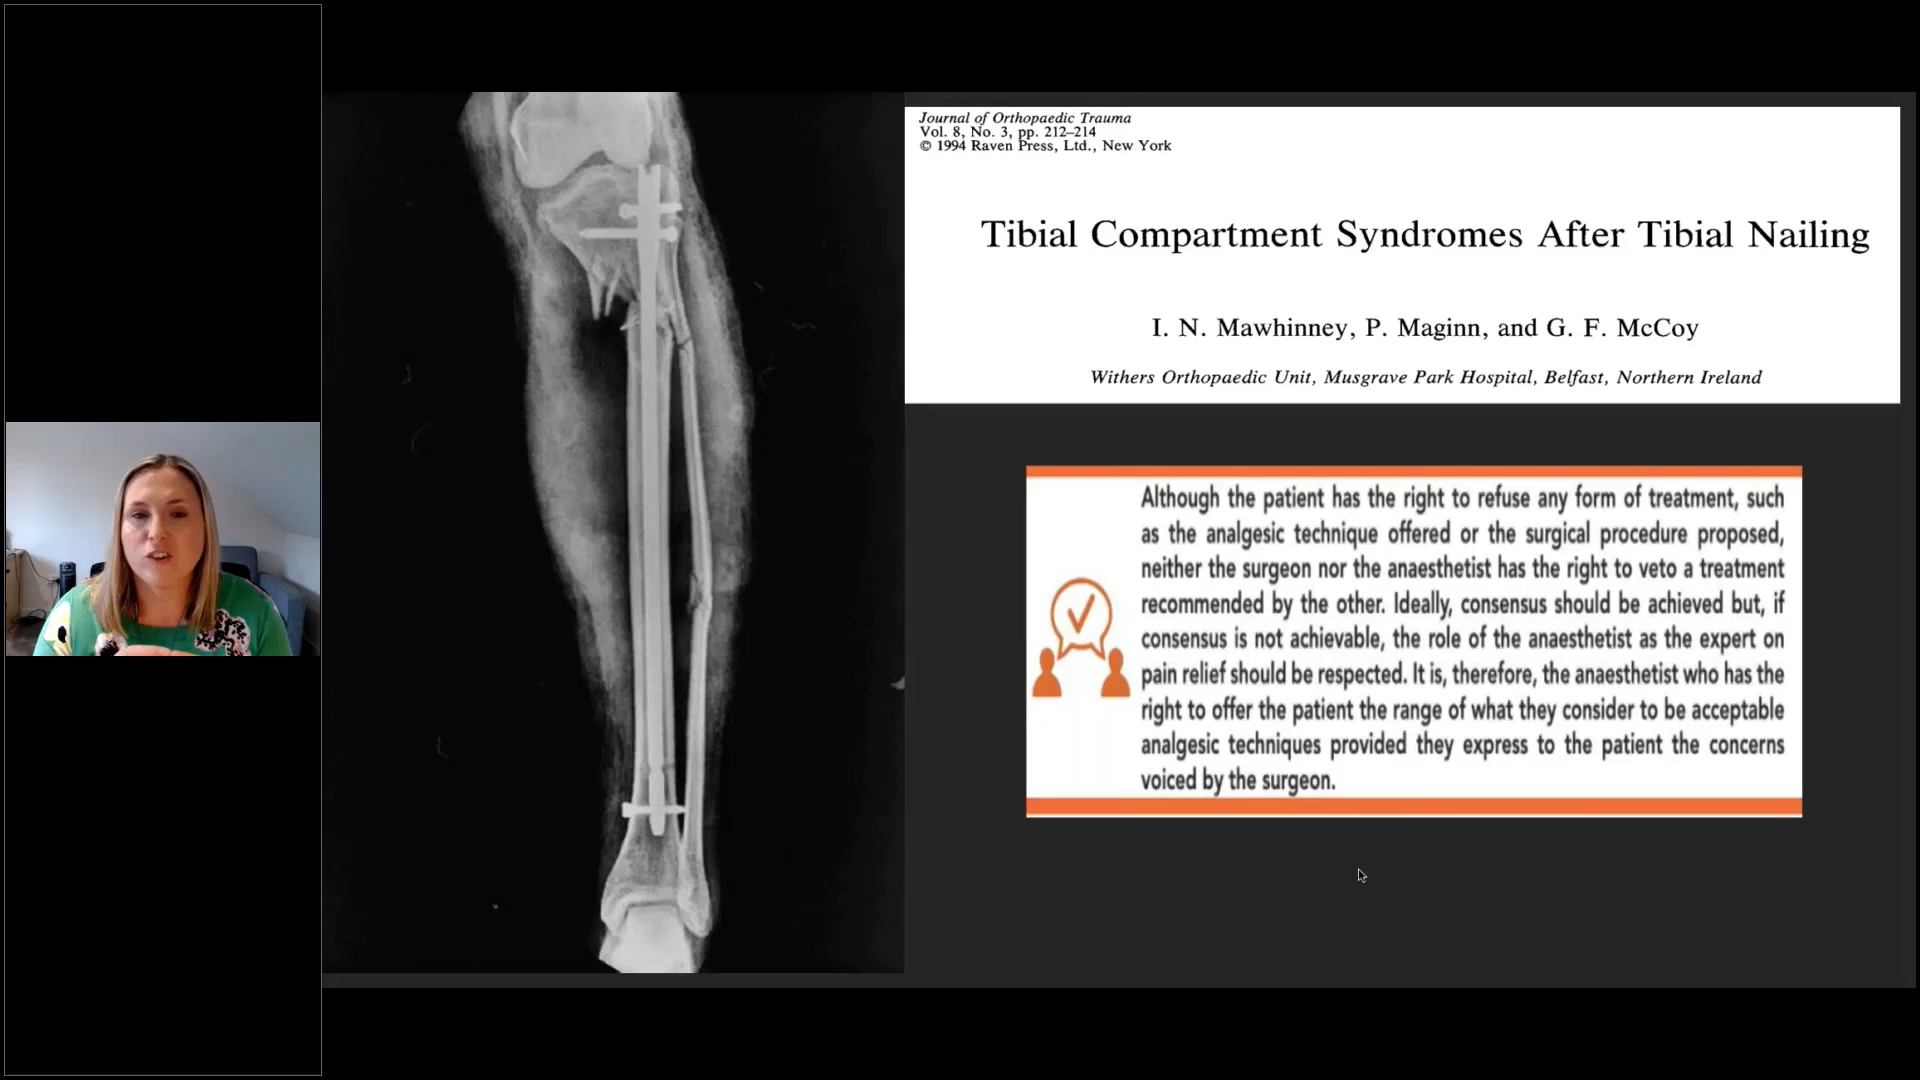 Journal of Orthopaedic Trauma
Vol. 8, No. 3, pp. 212–214
© 1994 Raven Press, Ltd., New York
Tibial Compartment Syndromes After Tibial Nailing
I. N. Mawhinney, P. Maginn, and G. F. McCoy
Withers Orthopaedic Unit, Musgrave Park Hospital, Belfast, Northern Ireland
Although the patient has the right to refuse any form of treatment, such
as the analgesic technique offered or the surgical procedure proposed,
neither the surgeon nor the anaesthetist has the right to veto a treatment
recommended by the other. Ideally, consensus should be achieved but, if
consensus is not achievable, the role of the anaesthetist as the expert on
pain relief should be respected. It is, therefore, the anaesthetist who has the
right to offer the patient the range of what they consider to be acceptable
analgesic techniques provided they express to the patient the concerns
voiced by the surgeon.